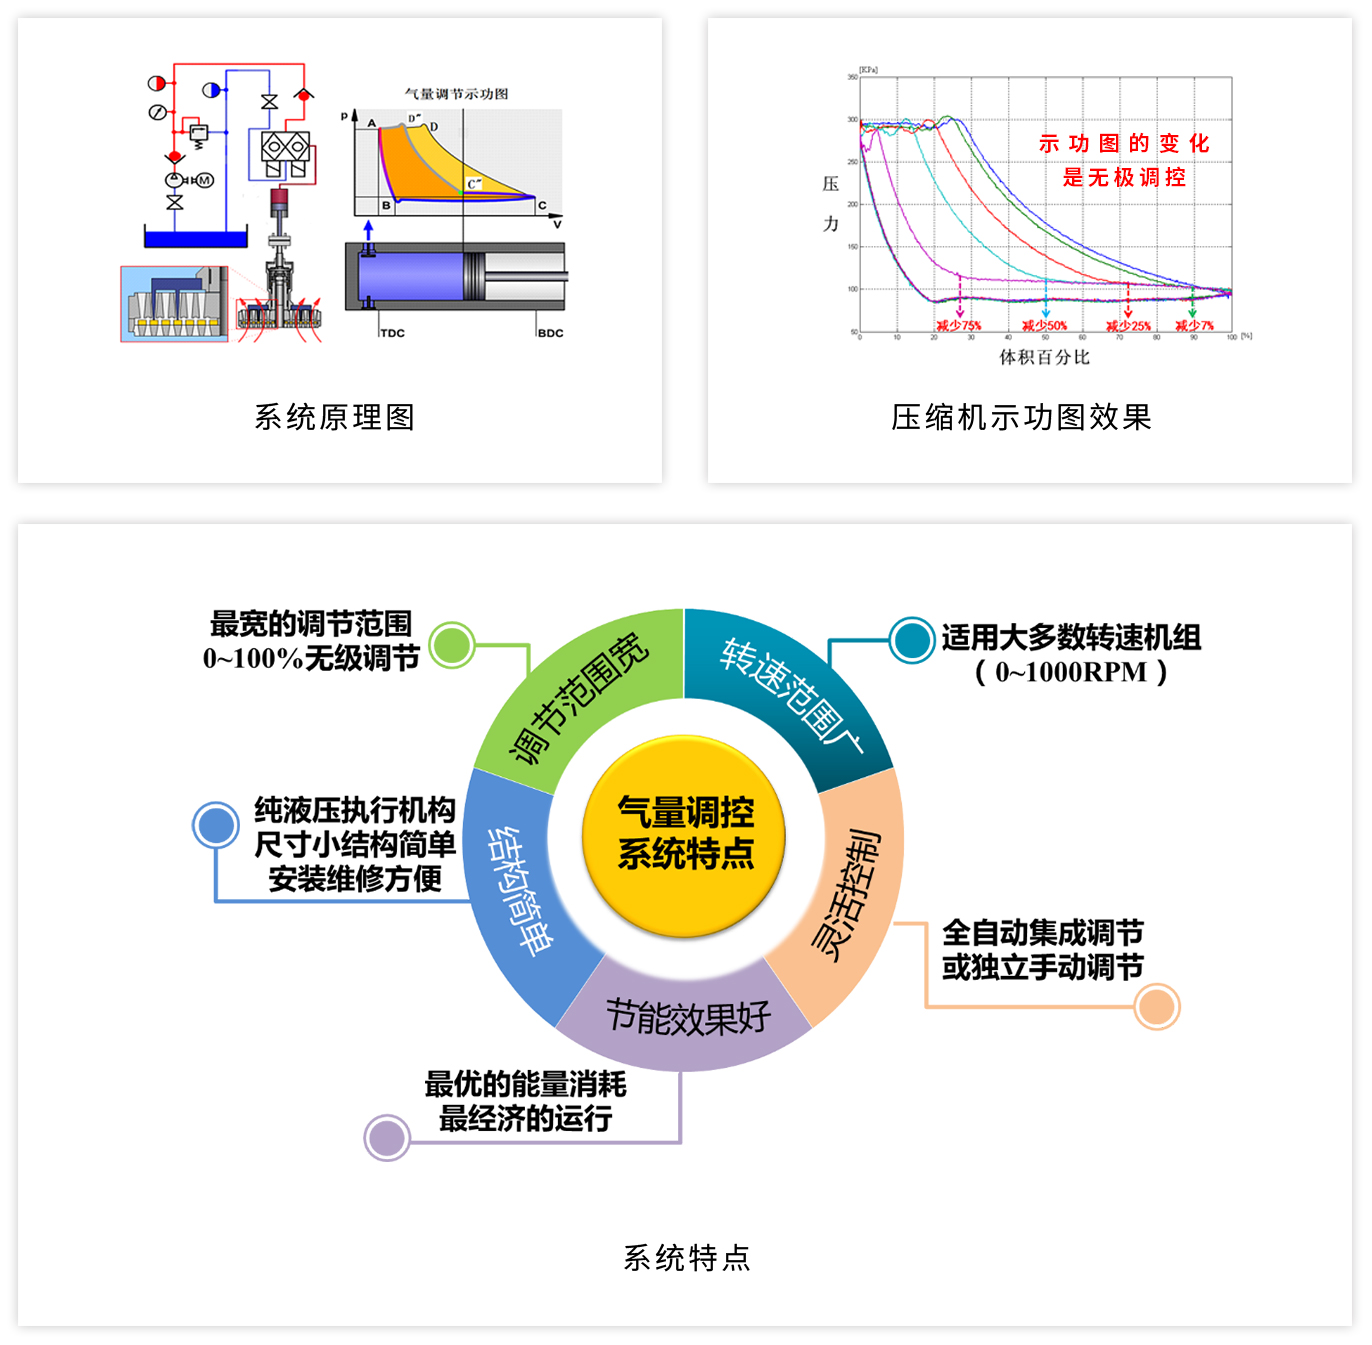 气量调节示功图
P
A
D"
D
C"
B
C
V
M
TDC
BDC
系统原理图
[KPa]
350
300
250
200
150
100
50
压
力
示功图的变化
是无极调控
减少75%
减少50%
减少25%
减少7%
0
10
20
30
40
50
60
70
80
90
100
[%]
体积百分比
压缩机示功图效果
最宽的调节范围
0~100%无级调节
调节范围宽
转速范围广
适用大多数转速机组
（0~1000RPM）
纯液压执行机构
尺寸小结构简单
安装维修方便
结构简单
气量调控
系统特点
灵活控制
全自动集成调节
或独立手动调节
节能效果好
最优的能量消耗
最经济的运行
系统特点